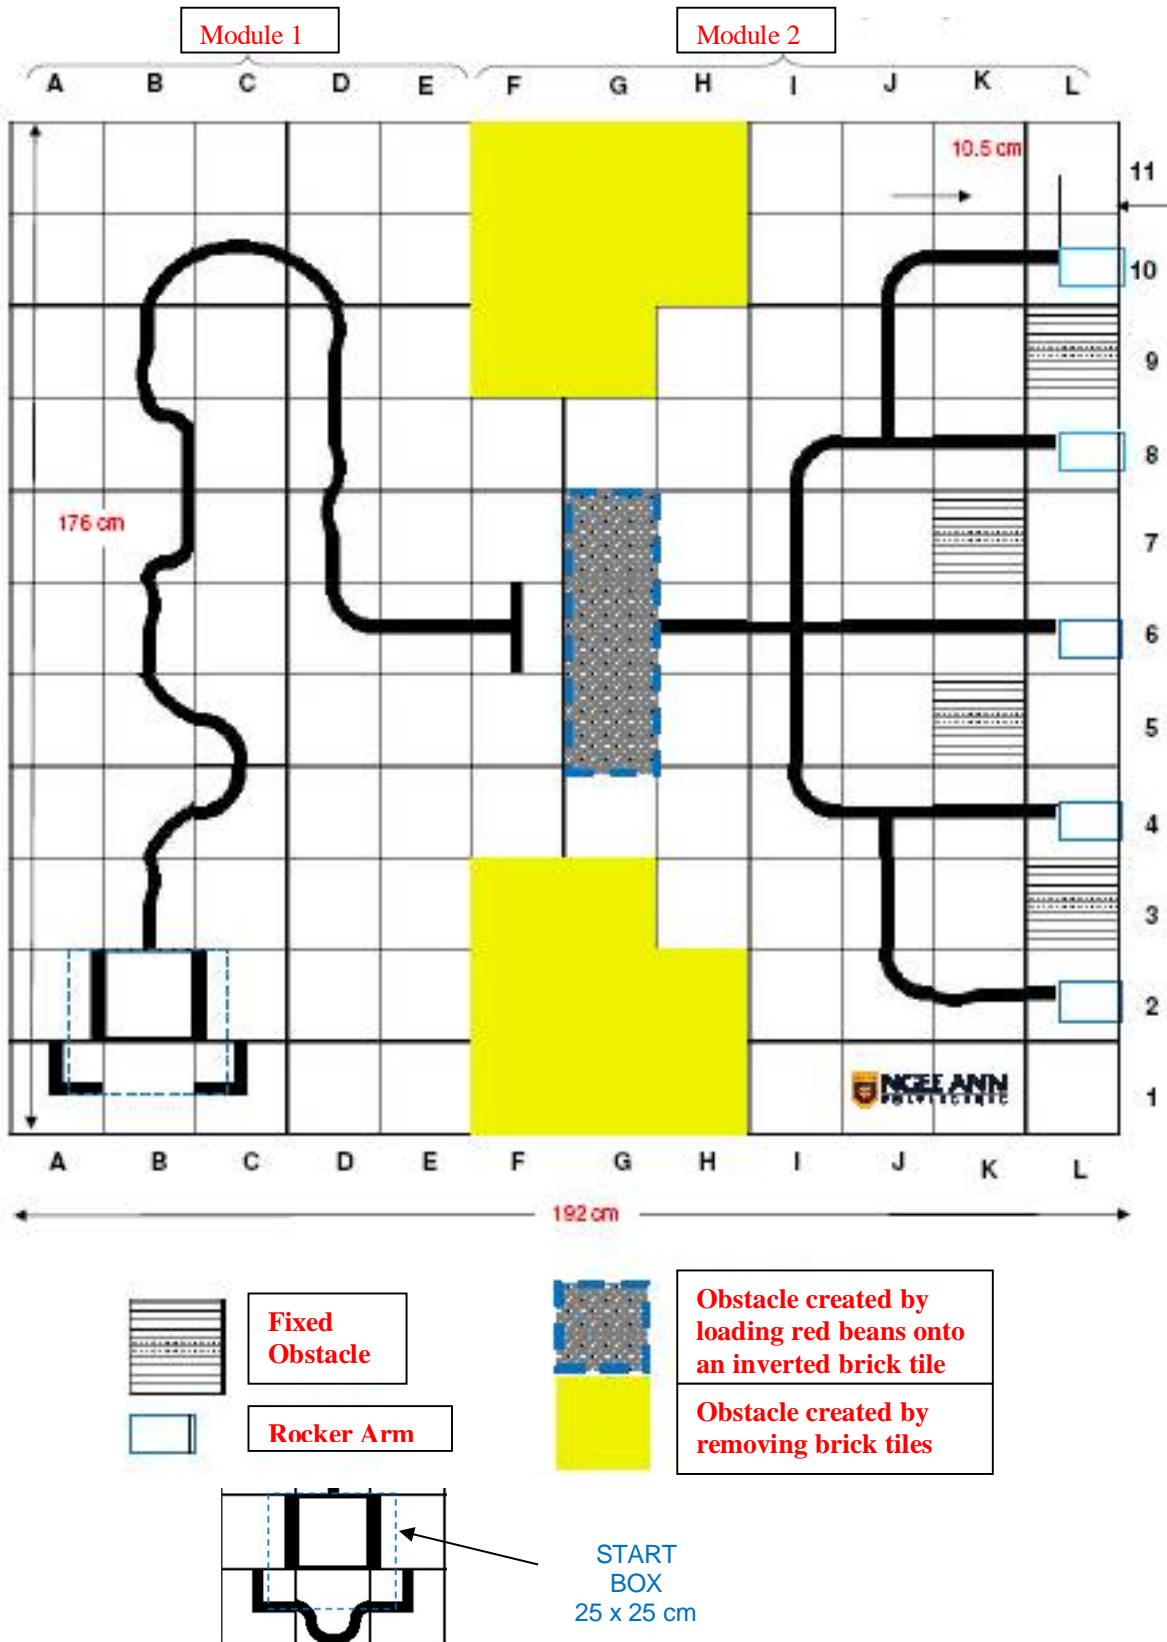 Module 1
Module 2
A B C D E F G H I J K L
10.5 cm
11
10
9
8
176 cm
7
6
5
4
3
2
NGEE ANN
POLYTECHNIC
1
A B C D E F G H I J K L
192 cm
Fixed
Obstacle
Rocker Arm
Obstacle created by
loading red beans onto
an inverted brick tile
Obstacle created by
removing brick tiles
START
BOX
25 x 25 cm